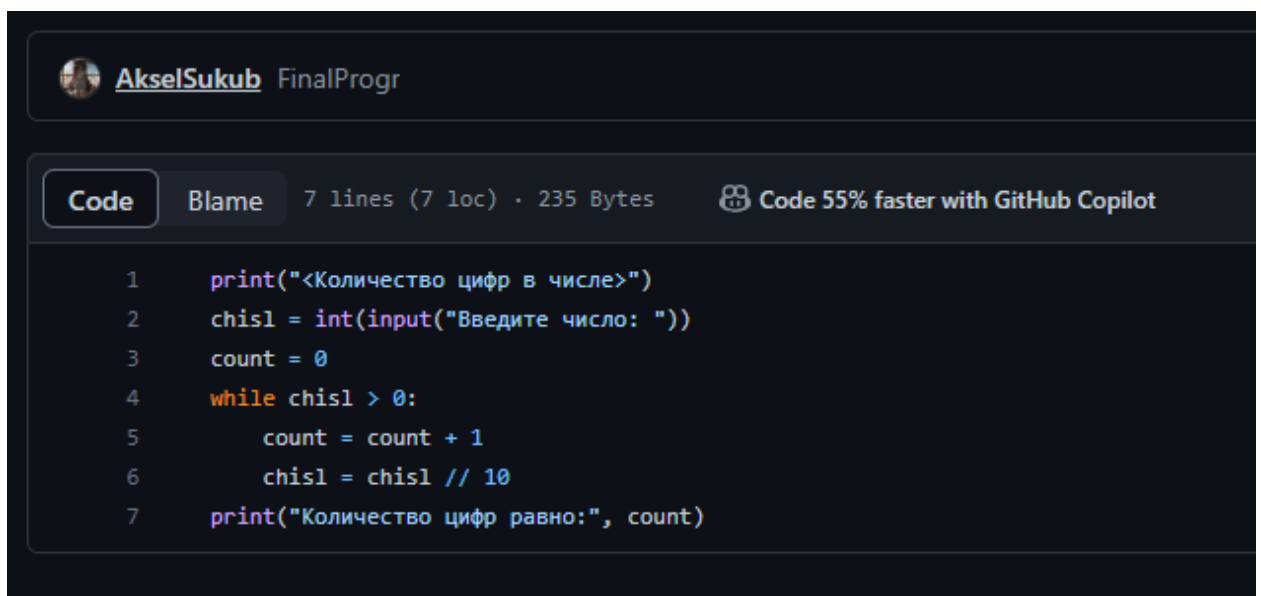 AkselSukub FinalProgr
Code Blame 7 lines (7 loc) · 235 Bytes Code 55% faster with GitHub Copilot
1 print("<Количество цифр в числе>")
2 chisl = int(input("Введите число: "))
3 count = 0
4 while chisl > 0:
5     count = count + 1
6     chisl = chisl // 10
7 print("Количество цифр равно:", count)